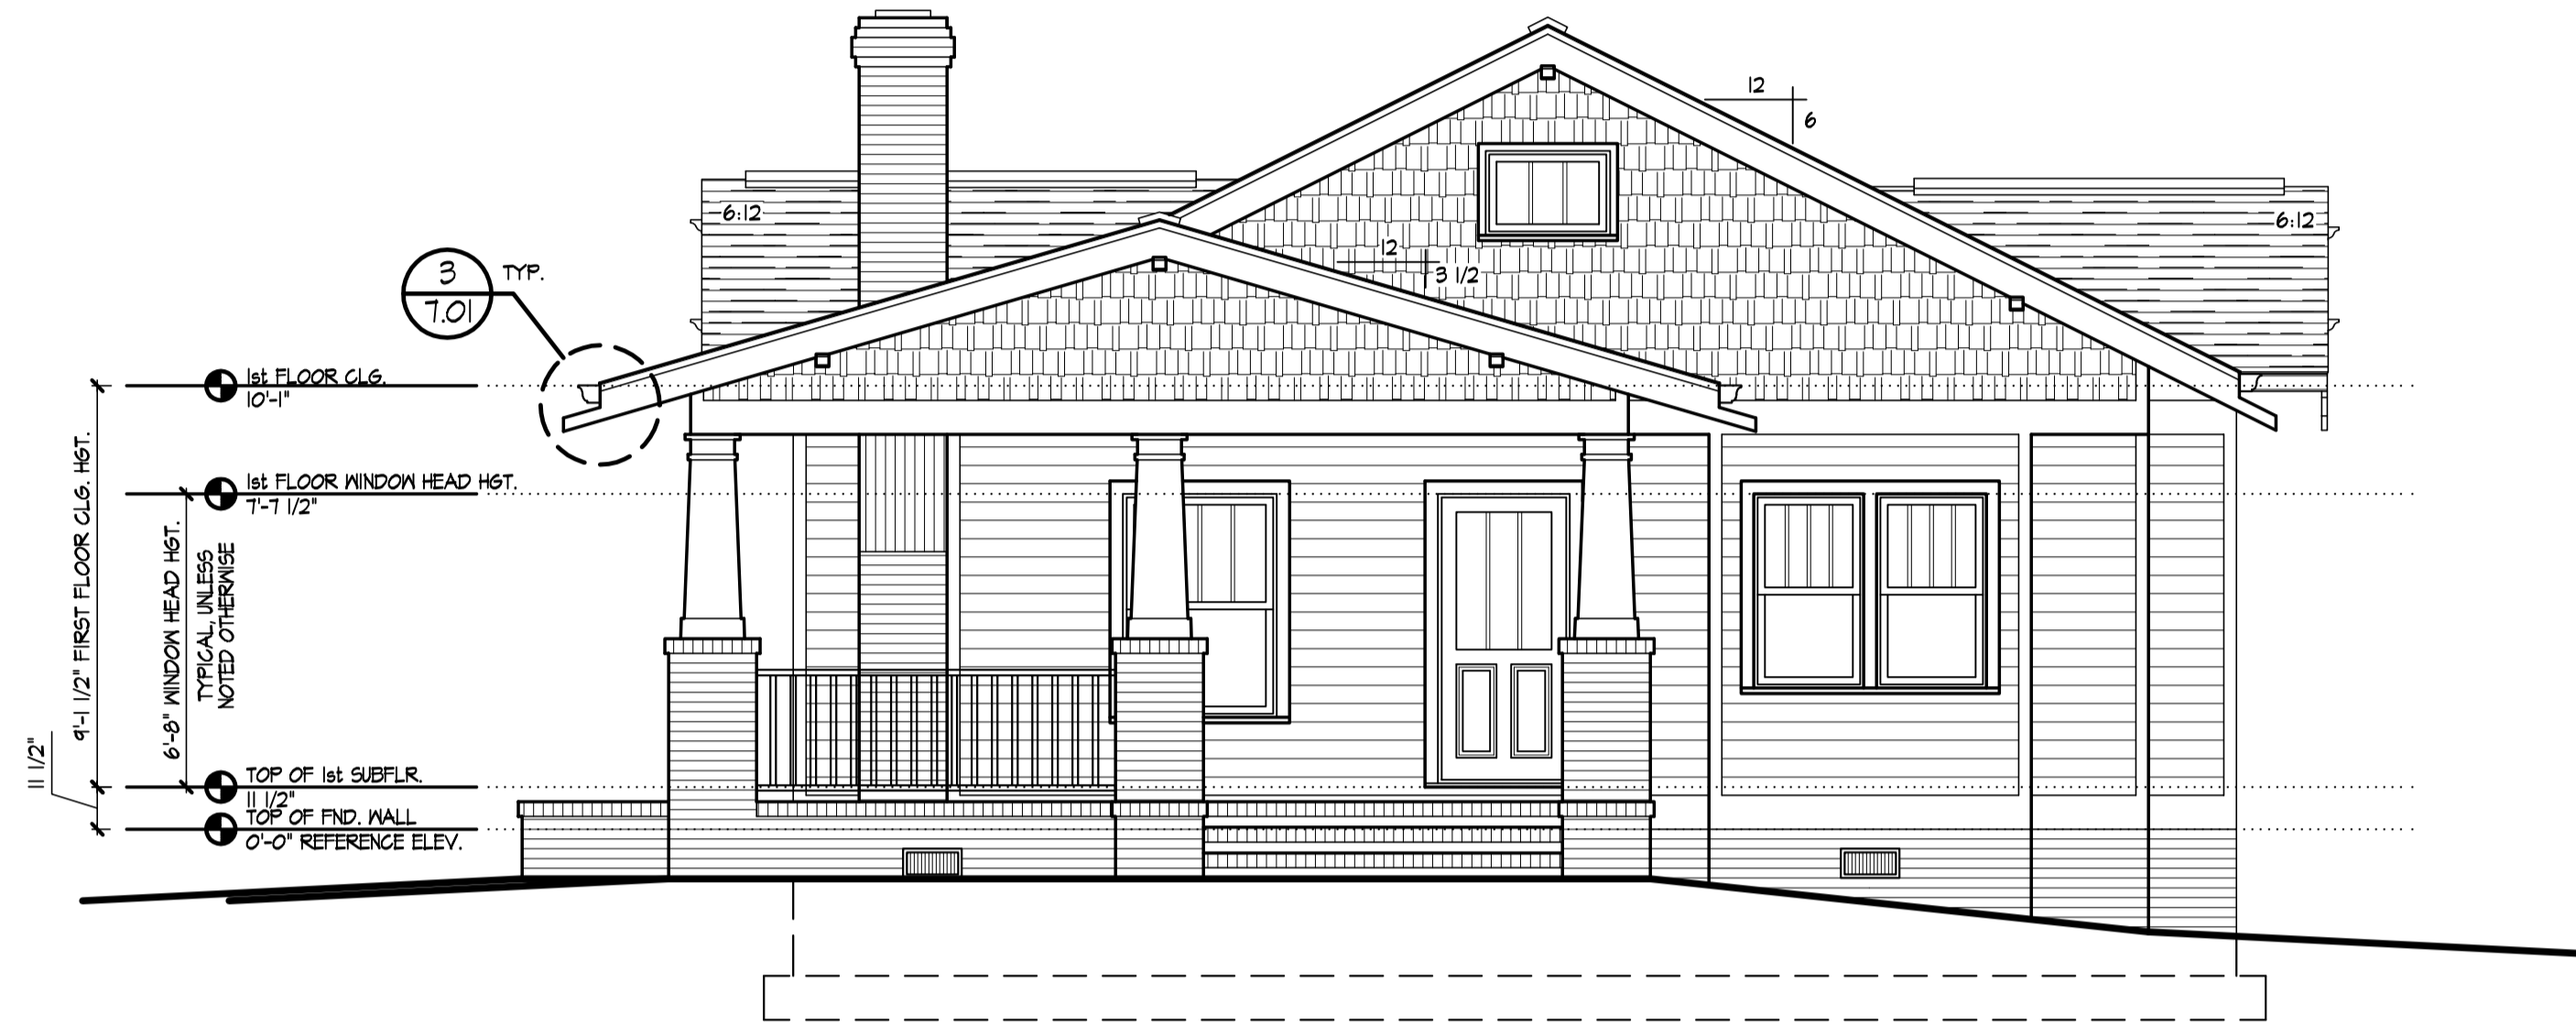 12
6
6:12
6:12
12
3 1/2
3
7.01
TYP.
1st FLOOR CLG.
10'-1"
1st FLOOR WINDOW HEAD HGT.
7'-7 1/2"
9'-1 1/2" FIRST FLOOR CLG. HGT.
6'-8" WINDOW HEAD HGT.
TYPICAL, UNLESS
NOTED OTHERWISE
11 1/2"
TOP OF 1st SUBFLR.
11 1/2"
TOP OF FND. WALL
0'-0" REFERENCE ELEV.